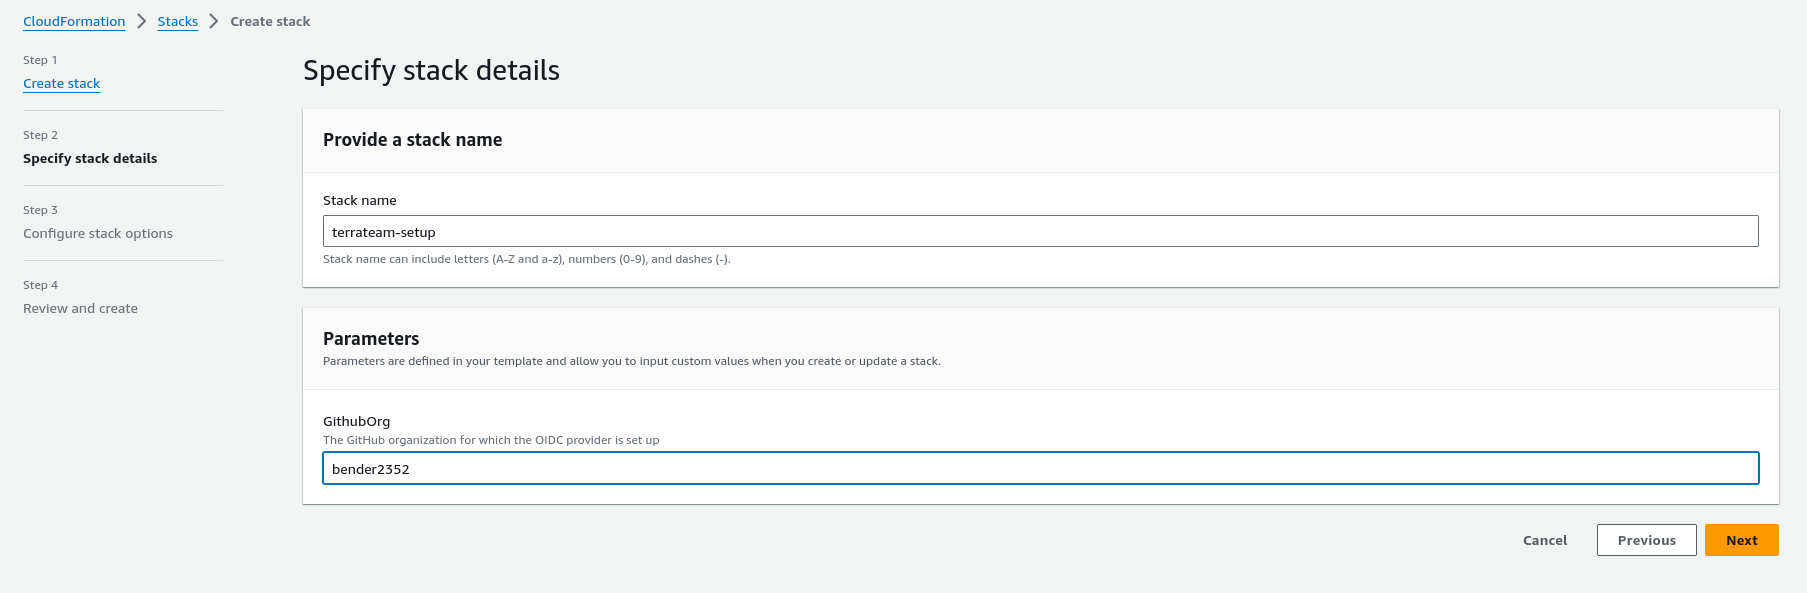 CloudFormation > Stacks > Create stack
Step 1
Create stack
Step 2
Specify stack details
Step 3
Configure stack options
Step 4
Review and create
Specify stack details
Provide a stack name
Stack name
terrateam-setup
Stack name can include letters (A-Z and a-z), numbers (0-9), and dashes (-).
Parameters
Parameters are defined in your template and allow you to input custom values when you create or update a stack.
GithubOrg
The GitHub organization for which the OIDC provider is set up
bender2352
Cancel Previous Next